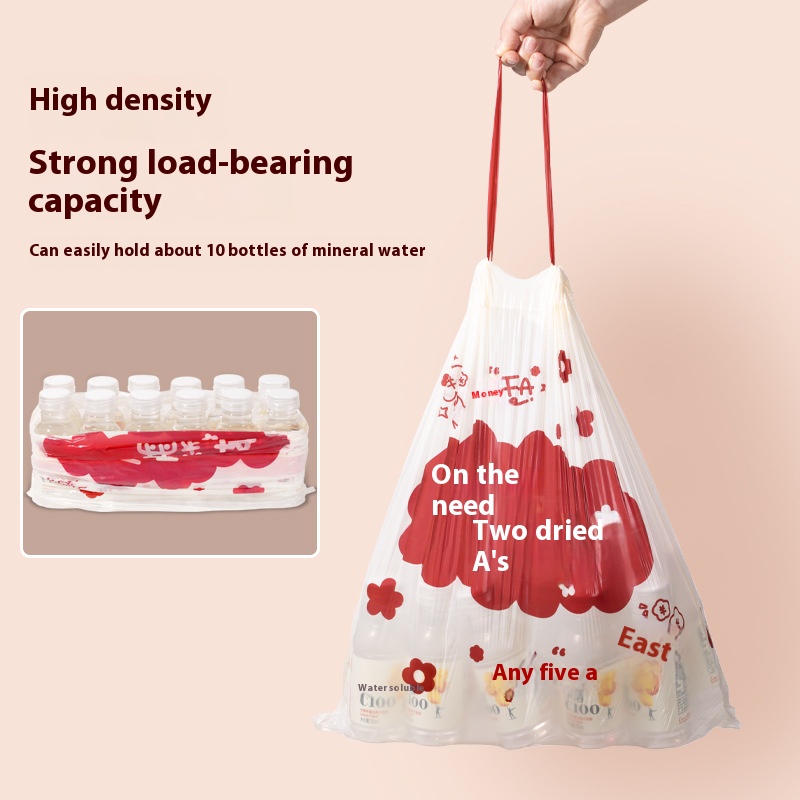 High density
Strong load-bearing
capacity
Can easily hold about 10 bottles of mineral water
Money FA
On the
need
Two dried
A's
East
Any five a
Water soluble
C100
C100